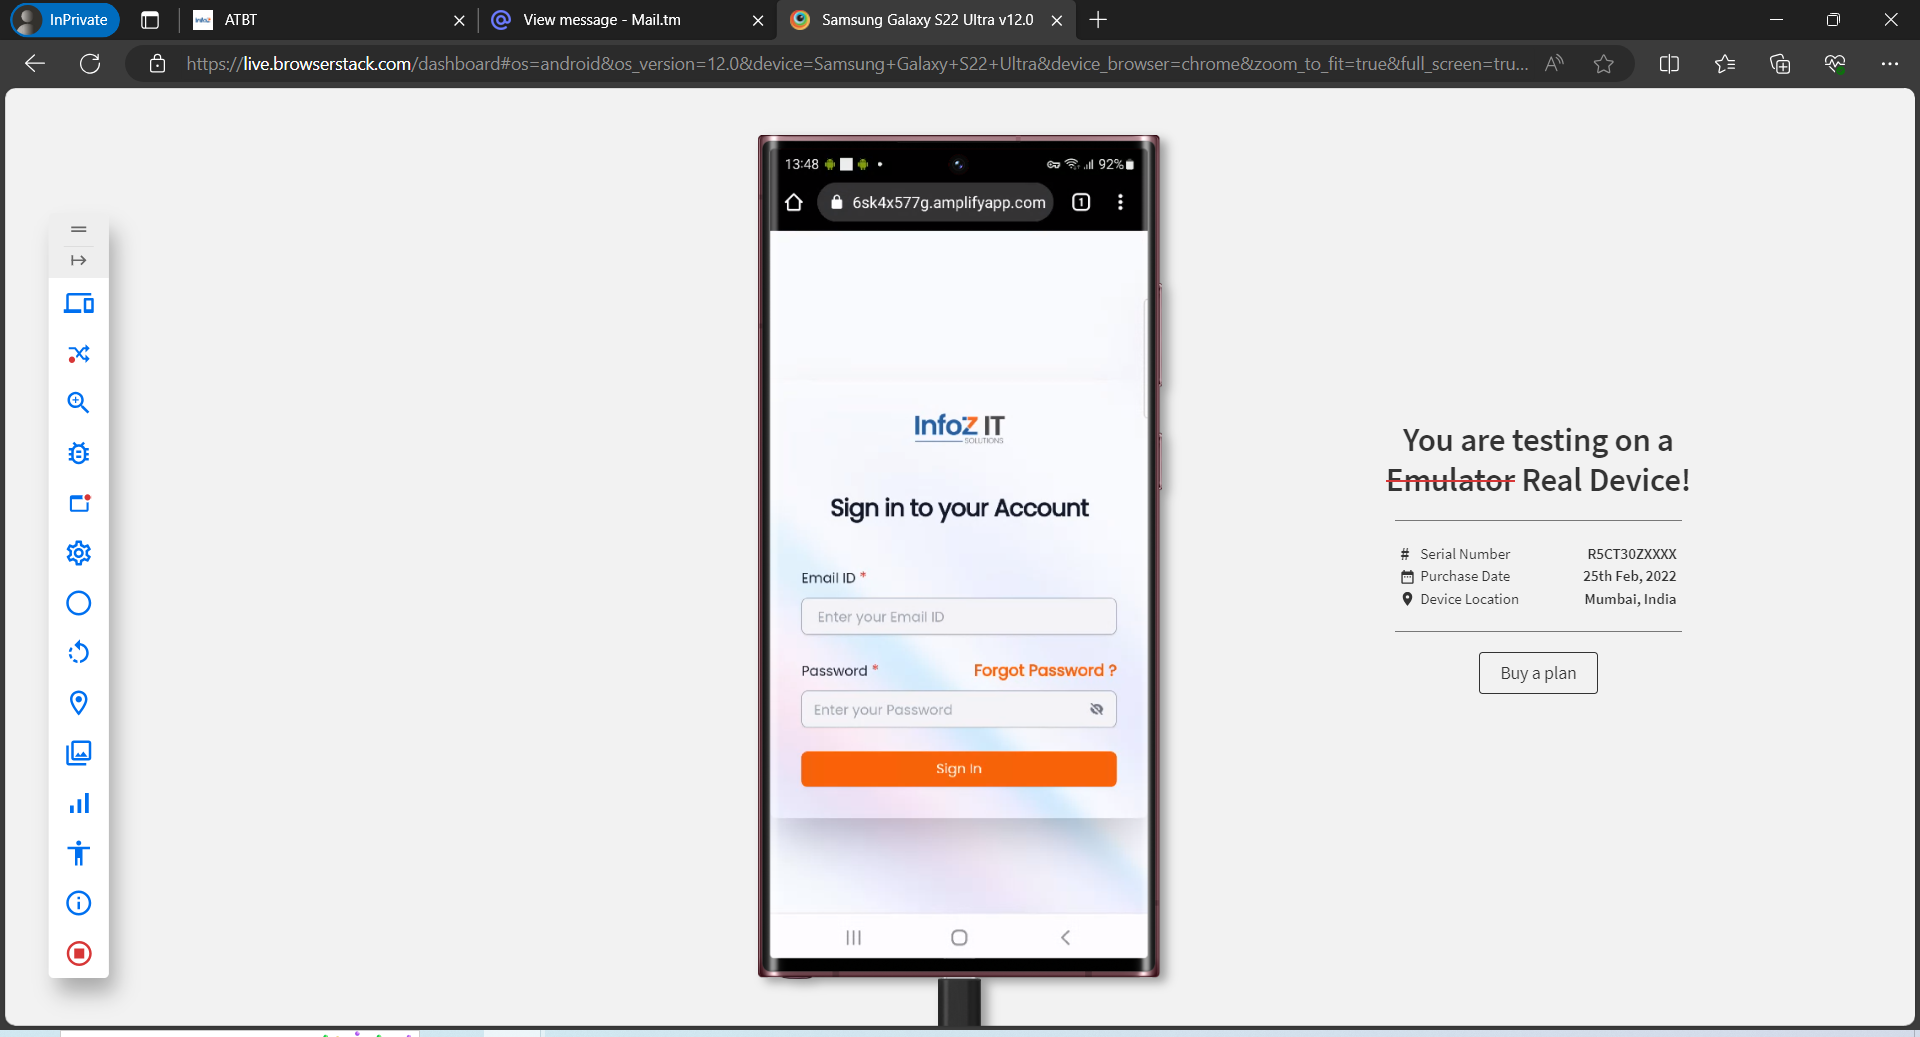 InPrivate
ATBT
View message - Mail.tm
Samsung Galaxy S22 Ultra v12.0
https://live.browserstack.com/dashboard#os=android&os_version=12.0&device=Samsung+Galaxy+S22+Ultra&device_browser=chrome&zoom_to_fit=true&full_screen=tru...
13:48
92%
6sk4x577g.amplifyapp.com
1
InfoZ IT
SOLUTIONS
Sign in to your Account
Email ID *
Enter your Email ID
Password *
Forgot Password ?
Enter your Password
Sign In
You are testing on a
Emulator Real Device!
# Serial Number R5CT30ZXXXX
Purchase Date 25th Feb, 2022
Device Location Mumbai, India
Buy a plan